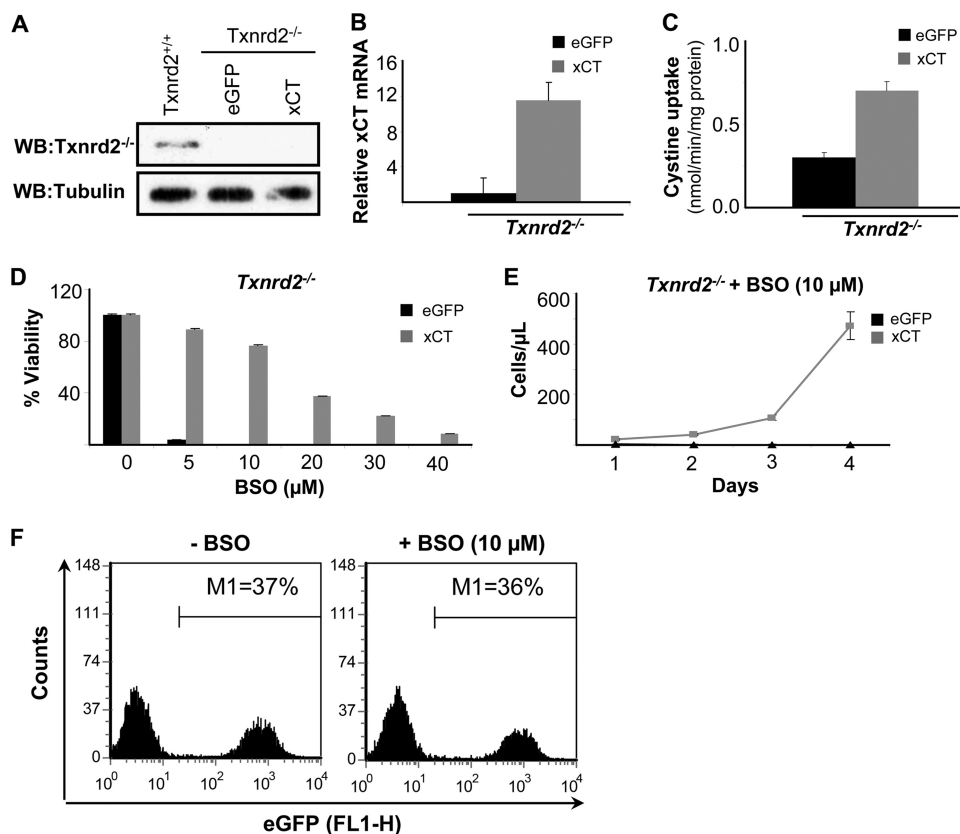 A
Txnrd2+/+
Txnrd2-/-
eGFP
xCT
WB:Txnrd2-/-
WB:Tubulin
B
Relative xCT mRNA
16
12
8
4
eGFP
xCT
Txnrd2-/-
C
Cystine uptake
(nmol/min/mg protein)
1.0
0.5
0.0
eGFP
xCT
Txnrd2-/-
D
Txnrd2-/-
% Viability
120
80
40
eGFP
xCT
0 5 10 20 30 40
BSO (µM)
E
Txnrd2-/- + BSO (10 µM)
Cells/µL
600
400
200
eGFP
xCT
1 2 3 4
Days
F
- BSO
Counts
148
111
74
37
0
M1=37%
10^0 10^1 10^2 10^3 10^4
+ BSO (10 µM)
148
111
74
37
0
M1=36%
10^0 10^1 10^2 10^3 10^4
eGFP (FL1-H)